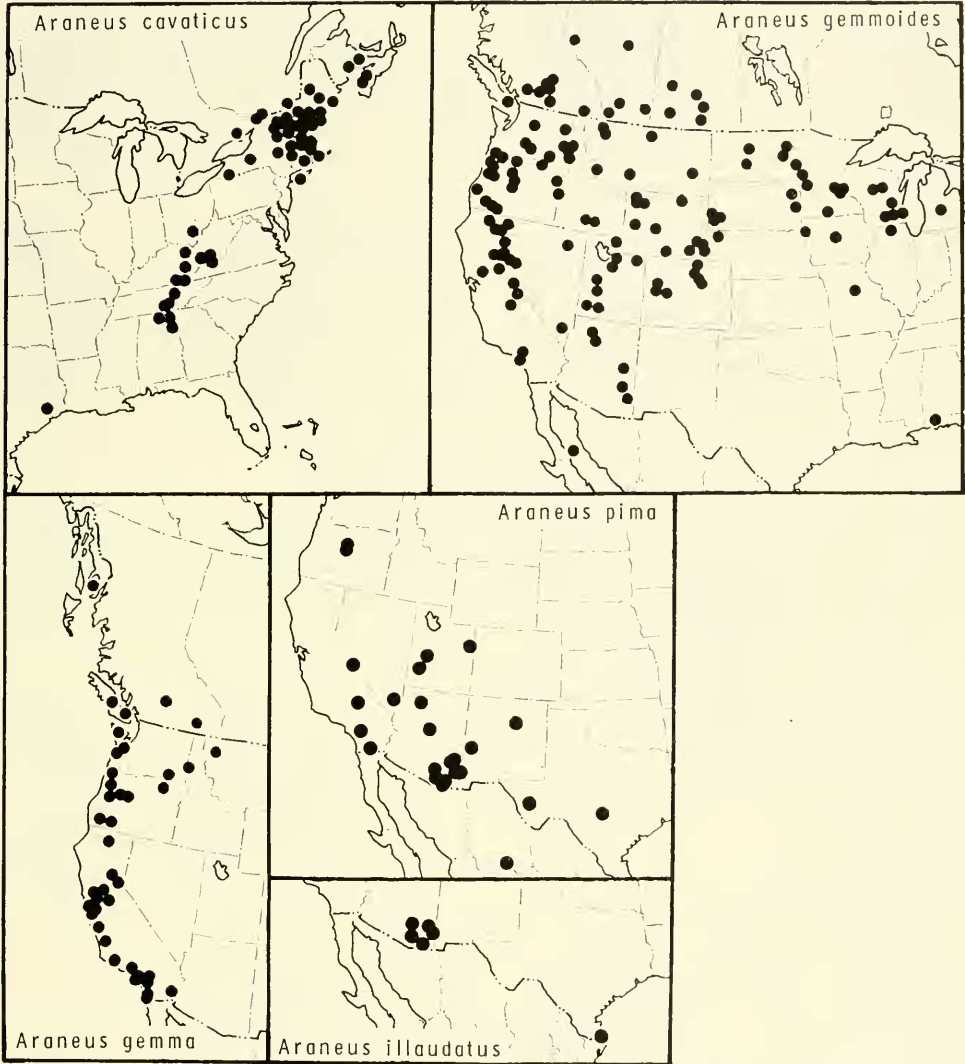 Araneus cavaticus
Araneus gemmoides
Araneus pima
Araneus gemma
Araneus illaudatus